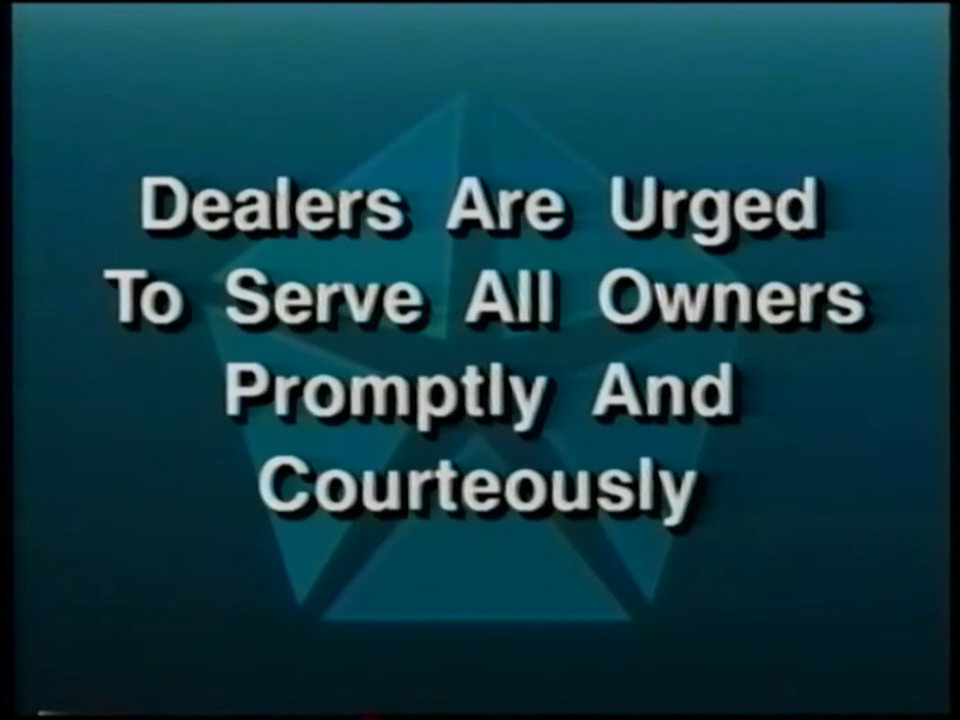 Dealers Are Urged
To Serve All Owners
Promptly And
Courteously